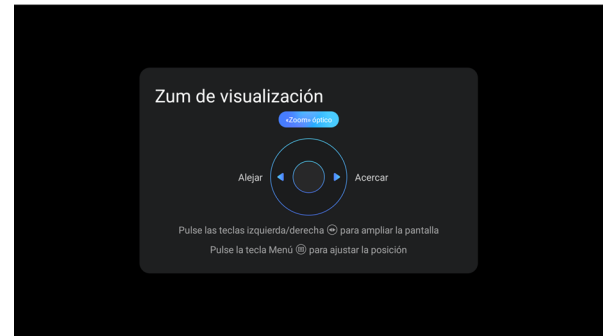 Zum de visualización
«Zoom» óptico
Alejar
Acercar
Pulse las teclas izquierda/derecha para ampliar la pantalla
Pulse la tecla Menú para ajustar la posición